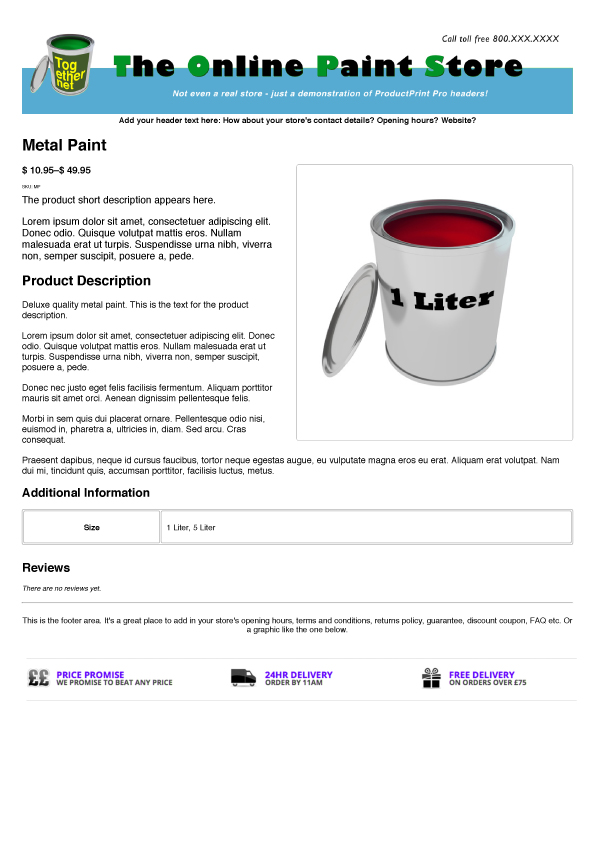 Call toll free 800.XXX.XXXX
Tog
ether
net
The Online Paint Store
Not even a real store - just a demonstration of ProductPrint Pro headers!
Add your header text here: How about your store's contact details? Opening hours? Website?
Metal Paint
$ 10.95–$ 49.95
SKU: MP
The product short description appears here.
Lorem ipsum dolor sit amet, consectetuer adipiscing elit.
Donec odio. Quisque volutpat mattis eros. Nullam
malesuada erat ut turpis. Suspendisse urna nibh, viverra
non, semper suscipit, posuere a, pede.
1 Liter
Product Description
Deluxe quality metal paint. This is the text for the product
description.
Lorem ipsum dolor sit amet, consectetuer adipiscing elit. Donec
odio. Quisque volutpat mattis eros. Nullam malesuada erat ut
turpis. Suspendisse urna nibh, viverra non, semper suscipit,
posuere a, pede.
Donec nec justo eget felis facilisis fermentum. Aliquam porttitor
mauris sit amet orci. Aenean dignissim pellentesque felis.
Morbi in sem quis dui placerat ornare. Pellentesque odio nisi,
euismod in, pharetra a, ultricies in, diam. Sed arcu. Cras
consequat.
Praesent dapibus, neque id cursus faucibus, tortor neque egestas augue, eu vulputate magna eros eu erat. Aliquam erat volutpat. Nam
dui mi, tincidunt quis, accumsan porttitor, facilisis luctus, metus.
Additional Information
Size 1 Liter, 5 Liter
Reviews
There are no reviews yet.
This is the footer area. It's a great place to add in your store's opening hours, terms and conditions, returns policy, guarantee, discount coupon, FAQ etc. Or
a graphic like the one below.
££ PRICE PROMISE
WE PROMISE TO BEAT ANY PRICE
24HR DELIVERY
ORDER BY 11AM
FREE DELIVERY
ON ORDERS OVER £75